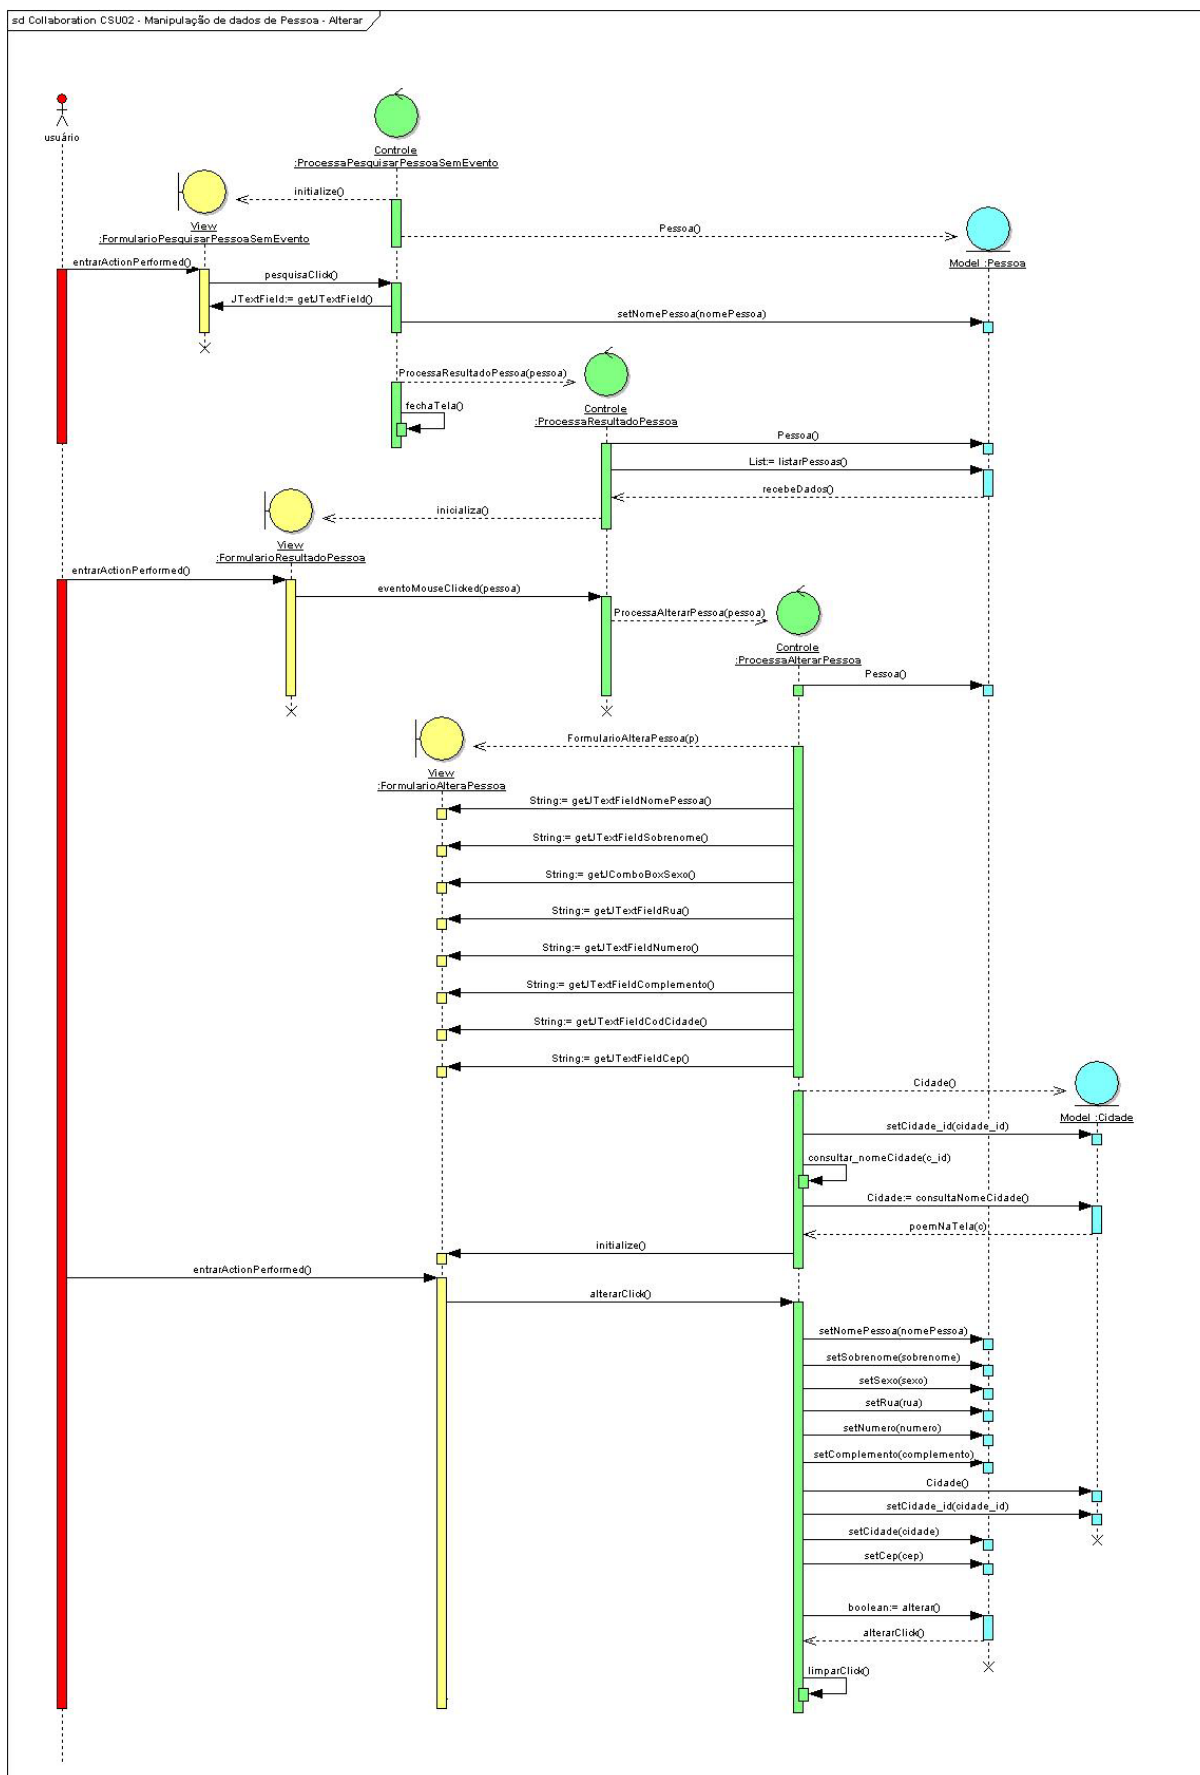 sd Collaboration CSU02 - Manipulação de dados de Pessoa - Alterar
usuário
Controle
:ProcessaPesquisarPessoaSemEvento
initialize()
View
:FormularioPesquisarPessoaSemEvento
Pessoa()
Model :Pessoa
entrarActionPerformed()
pesquisaClick()
JTextField:= getJTextField()
setNomePessoa(nomePessoa)
ProcessaResultadoPessoa(pessoa)
fechaTela()
Controle
:ProcessaResultadoPessoa
Pessoa()
List:= listarPessoas()
recebeDados()
inicializa()
View
:FormularioResultadoPessoa
entrarActionPerformed()
eventoMouseClicked(pessoa)
ProcessaAlterarPessoa(pessoa)
Controle
:ProcessaAlterarPessoa
Pessoa()
FormularioAlteraPessoa(p)
View
:FormularioAlteraPessoa
String:= getJTextFieldNomePessoa()
String:= getJTextFieldSobrenome()
String:= getJComboBoxSexo()
String:= getJTextFieldRua()
String:= getJTextFieldNumero()
String:= getJTextFieldComplemento()
String:= getJTextFieldCodCidade()
String:= getJTextFieldCep()
Cidade()
Model :Cidade
setCidade_id(cidade_id)
consultar_nomeCidade(c_id)
Cidade:= consultaNomeCidade()
poemNaTela(c)
initialize()
entrarActionPerformed()
alterarClick()
setNomePessoa(nomePessoa)
setSobrenome(sobrenome)
setSexo(sexo)
setRua(rua)
setNumero(numero)
setComplemento(complemento)
Cidade()
setCidade_id(cidade_id)
setCidade(cidade)
setCep(cep)
boolean:= alterar()
alterarClick()
limparClick()